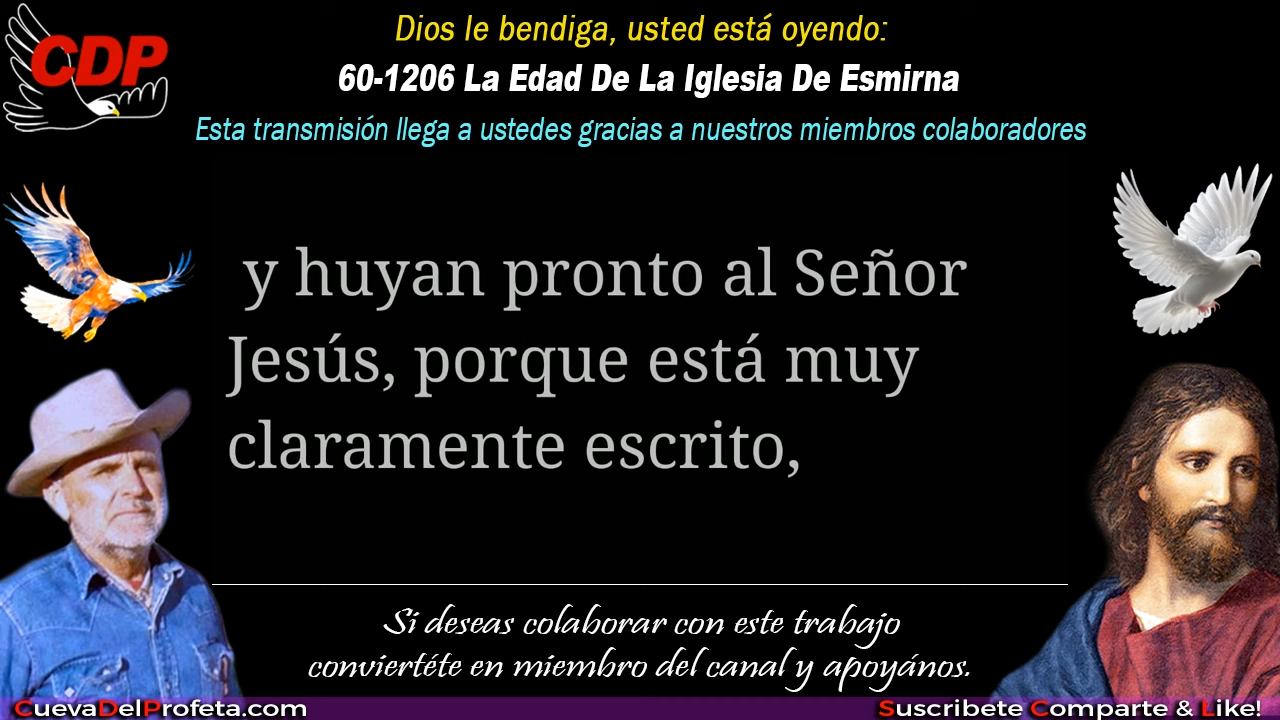 CDP
Dios le bendiga, usted está oyendo:
60-1206 La Edad De La Iglesia De Esmirna
Esta transmisión llega a ustedes gracias a nuestros miembros colaboradores
y huyan pronto al Señor
Jesús, porque está muy
claramente escrito,
Si deseas colaborar con este trabajo
conviertéte en miembro del canal y apoyános.
CuevaDelProfeta.com
Suscribete Comparte & Like!